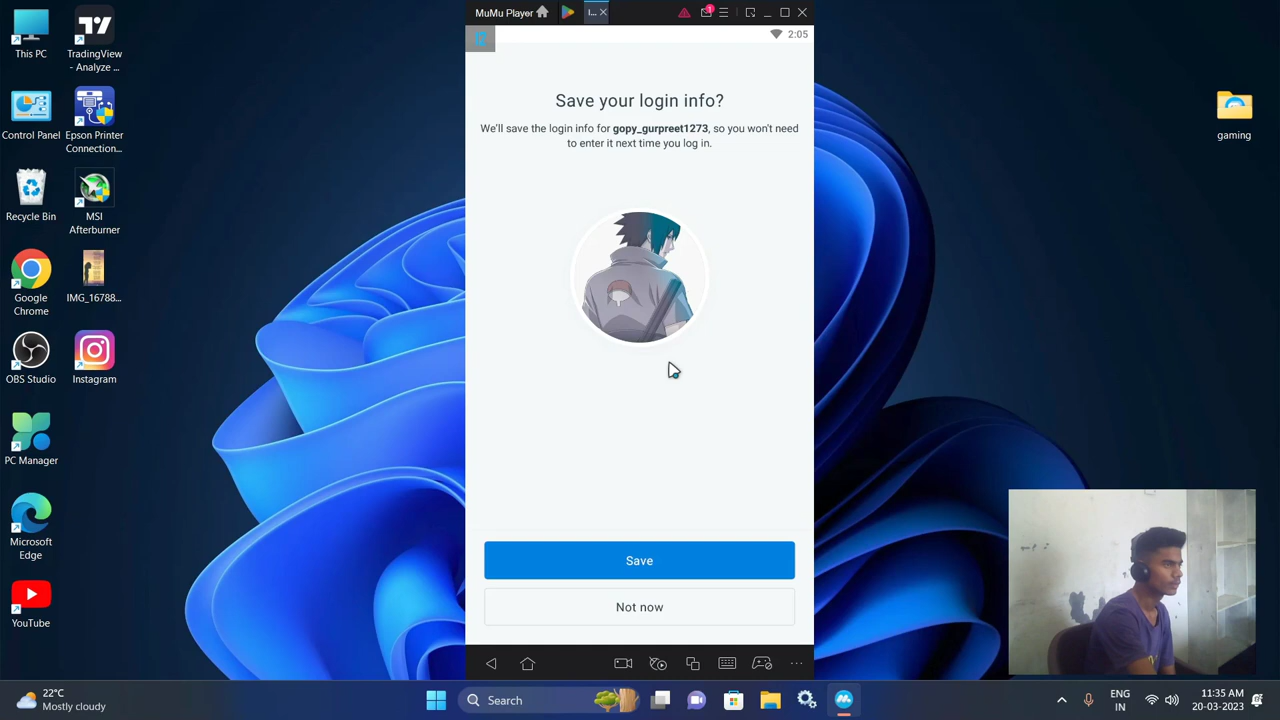 MuMu Player
I...
1
2:05
This PC
TradingView
- Analyze ...
Control Panel
Epson Printer
Connection...
Recycle Bin
MSI
Afterburner
Google
Chrome
IMG_16788...
OBS Studio
Instagram
PC Manager
Microsoft
Edge
YouTube
gaming
Save your login info?
We'll save the login info for gopy_gurpreet1273, so you won't need
to enter it next time you log in.
Save
Not now
22°C
Mostly cloudy
Search
ENG
IN
11:35 AM
20-03-2023